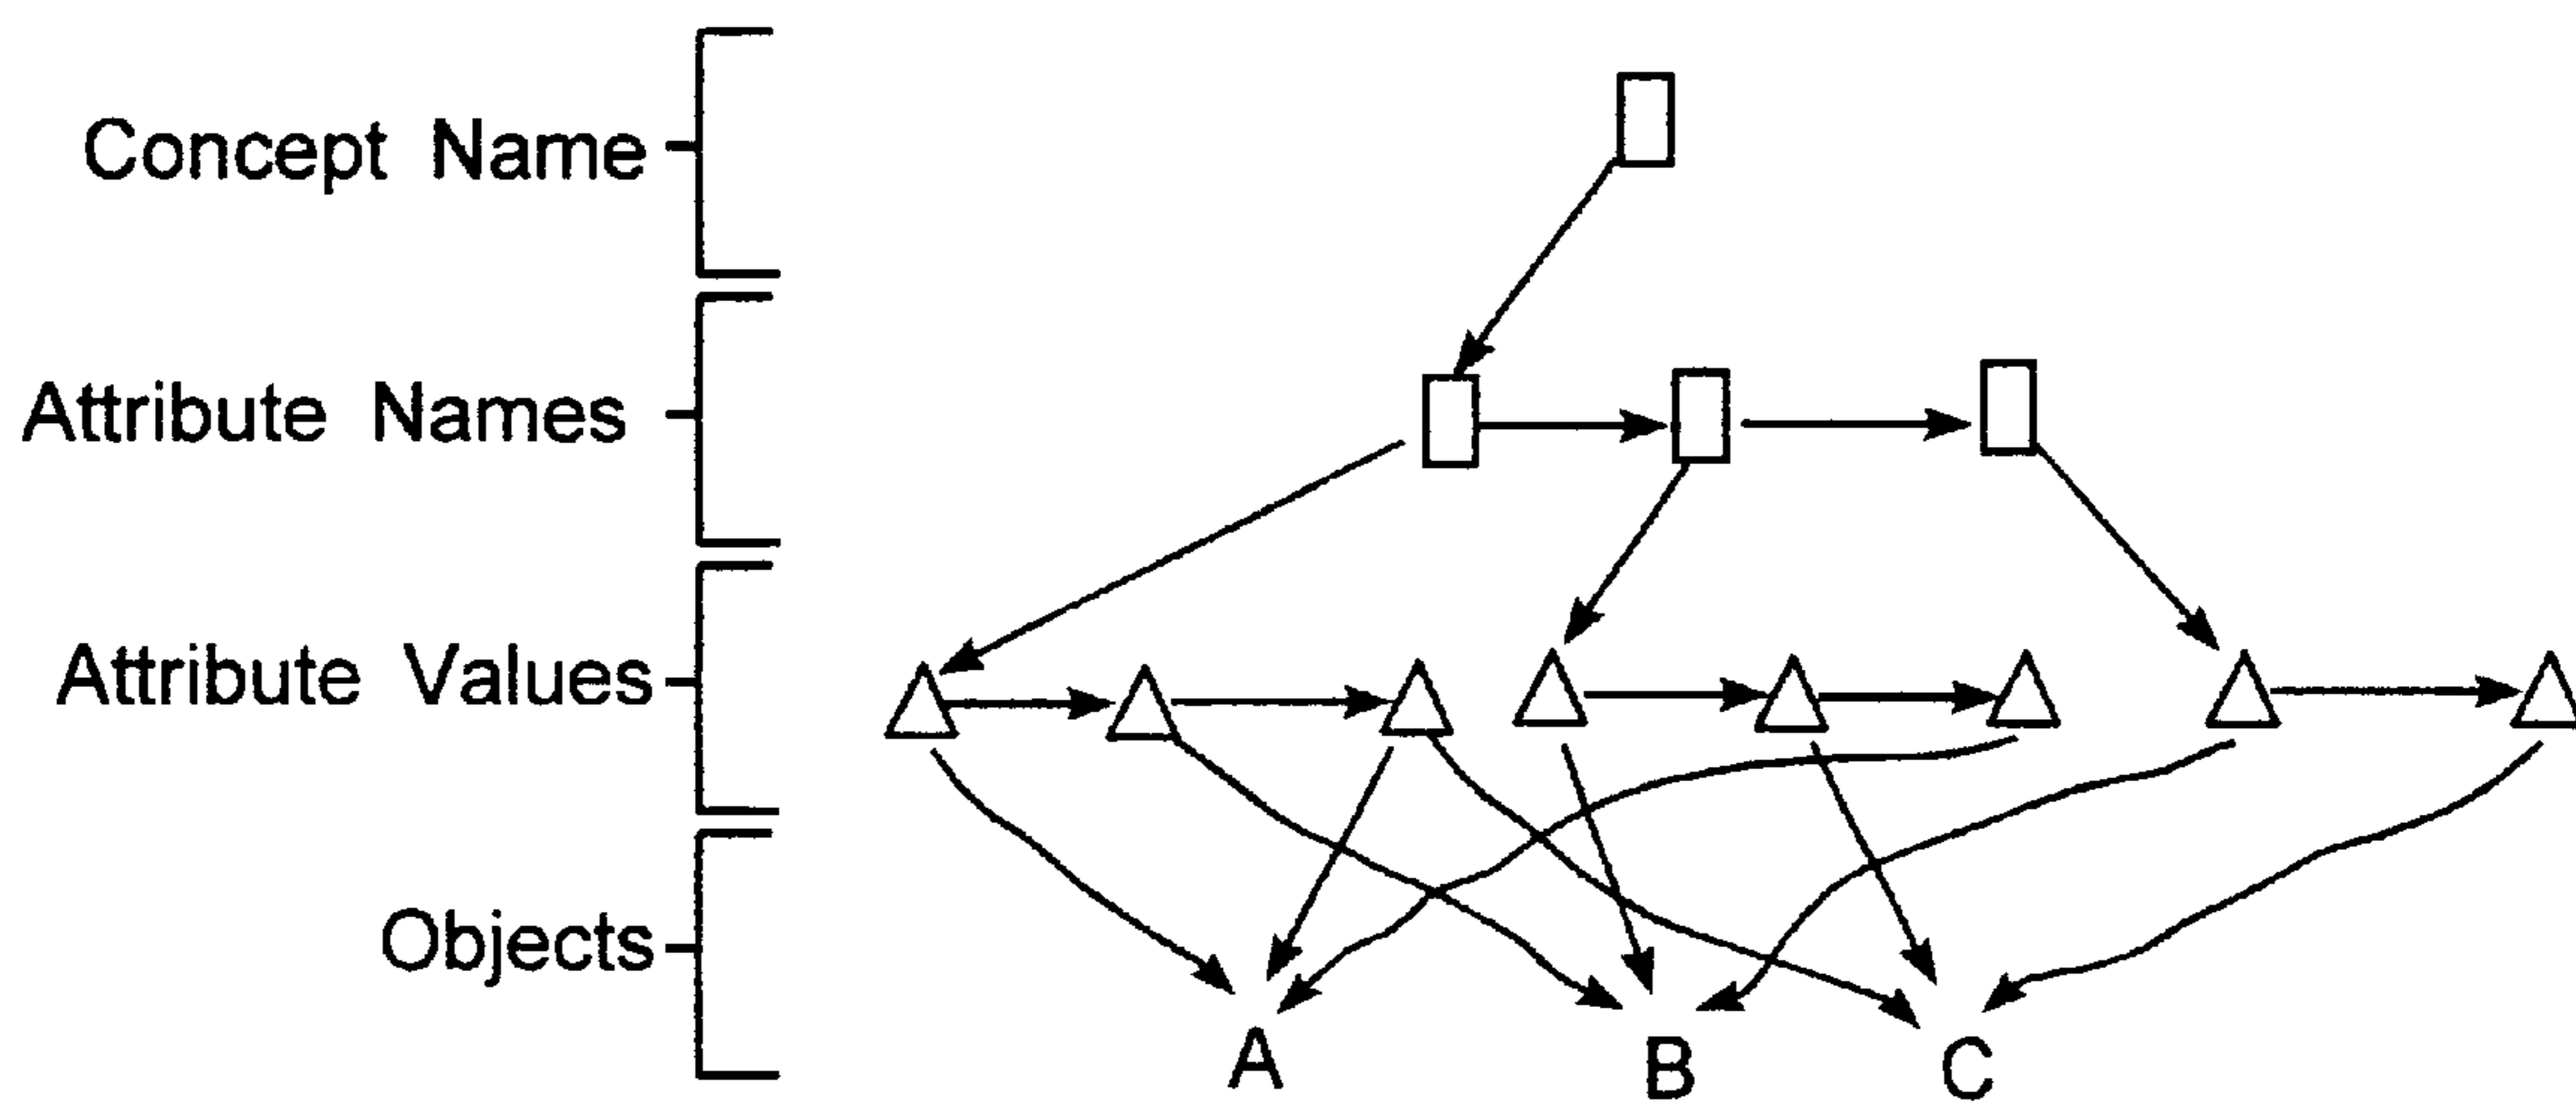 Concept Name
Attribute Names
Attribute Values
Objects
A B C